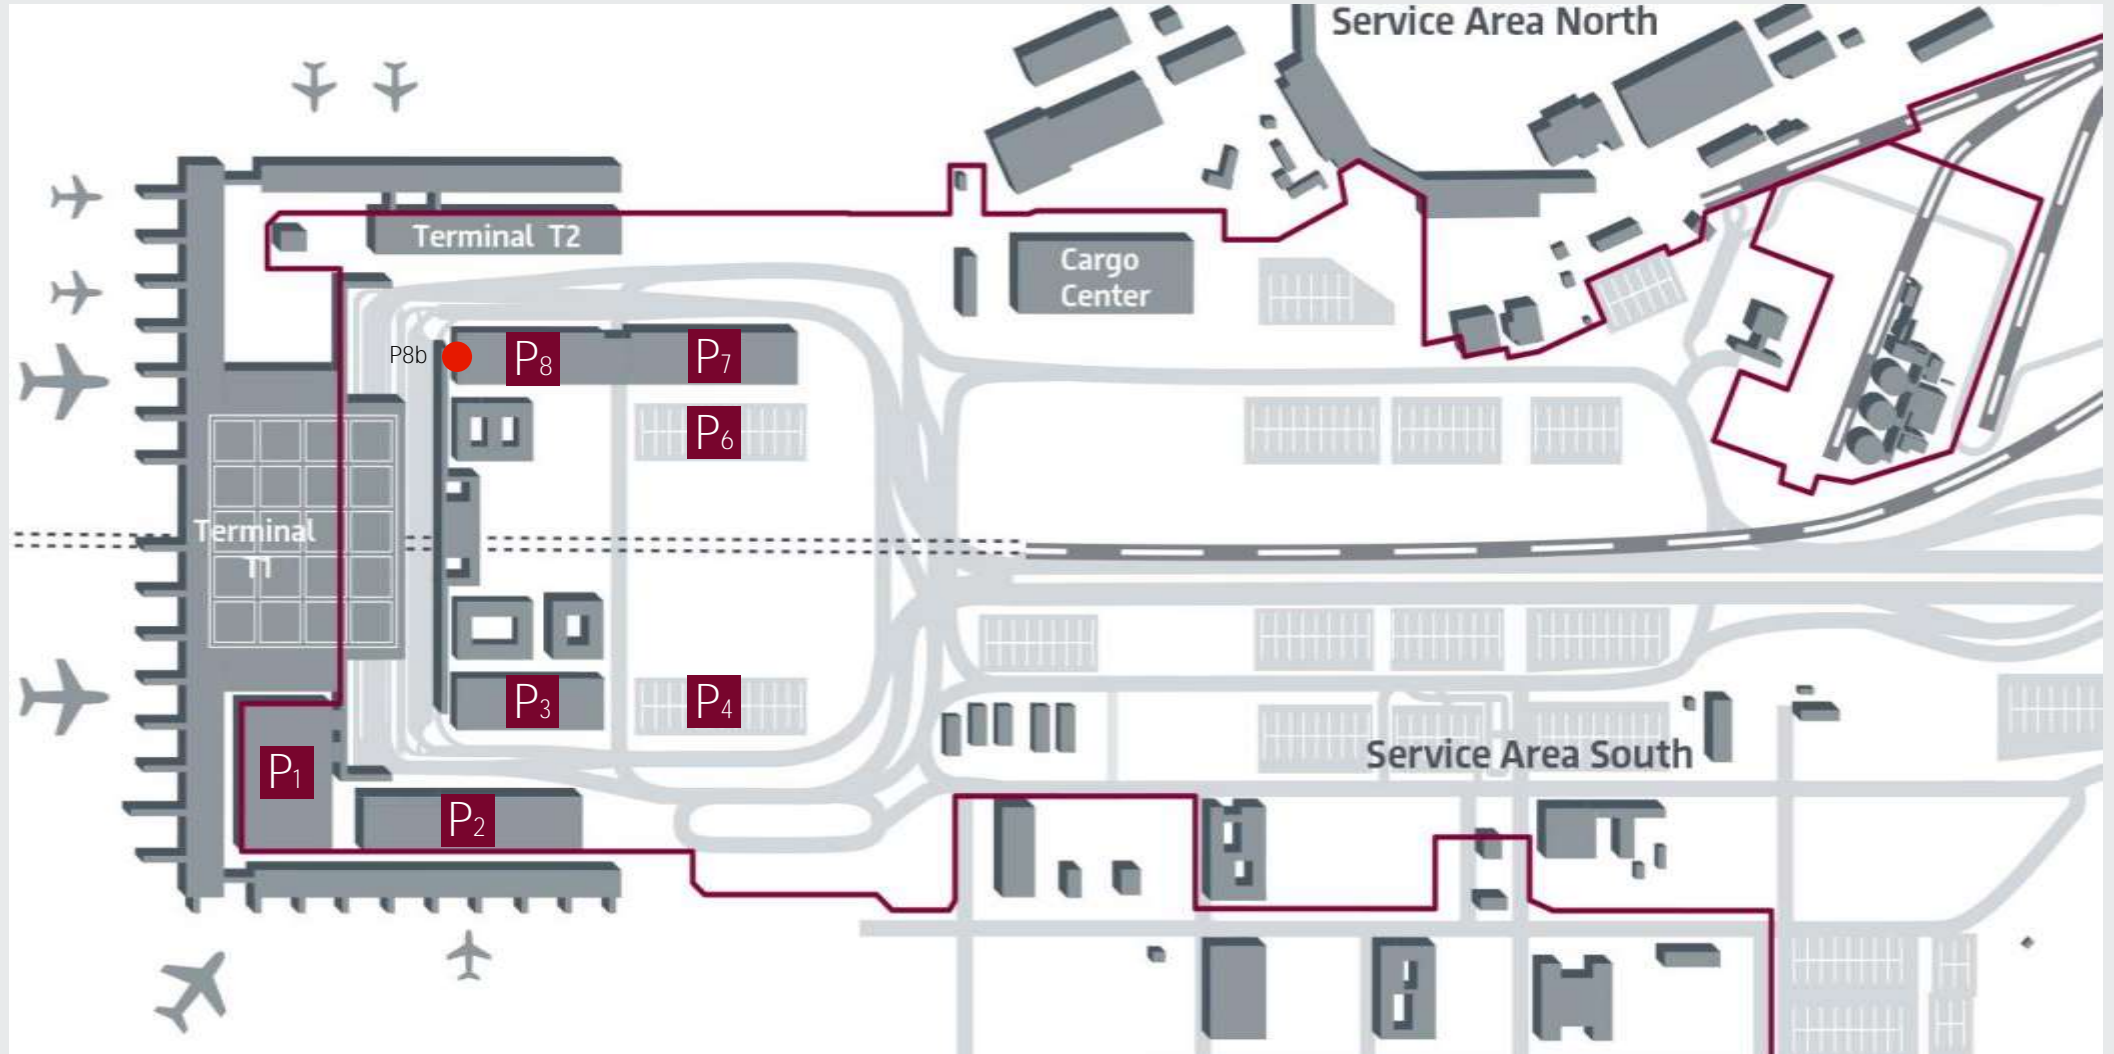 Service Area North
Terminal T2
Cargo
Center
P8b
P8
P7
P6
Terminal
T1
P3
P4
Service Area South
P1
P2